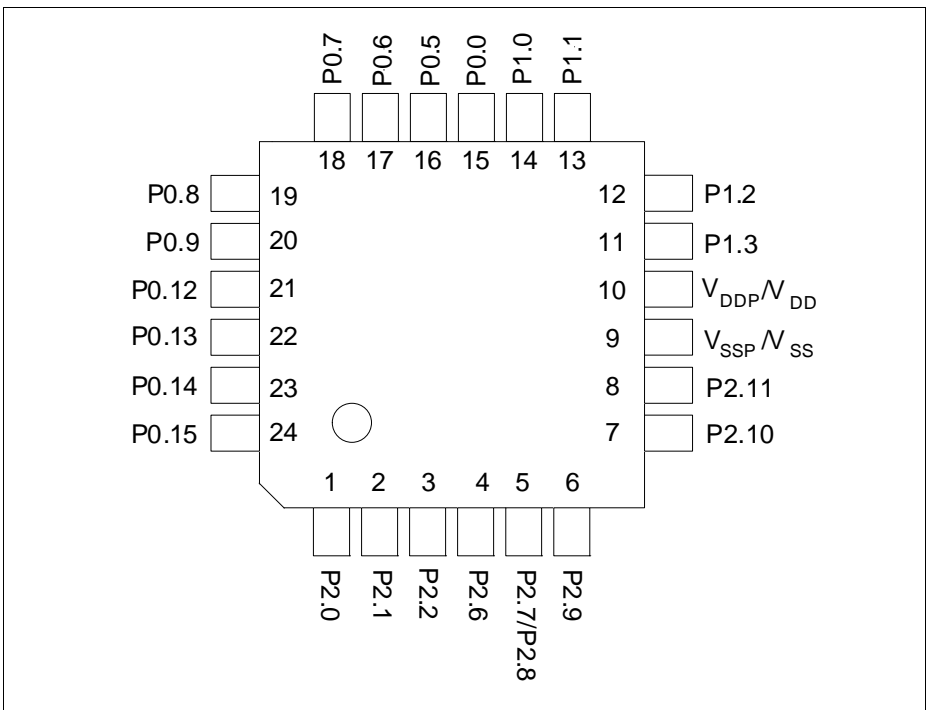 P0.7 P0.6 P0.5 P0.0 P1.0 P1.1
18 17 16 15 14 13
P0.8 19 12 P1.2
P0.9 20 11 P1.3
P0.12 21 10 VDDP/VDD
P0.13 22 9 VSSP/VSS
P0.14 23 8 P2.11
P0.15 24 7 P2.10
1 2 3 4 5 6
P2.0 P2.1 P2.2 P2.6 P2.7/P2.8 P2.9